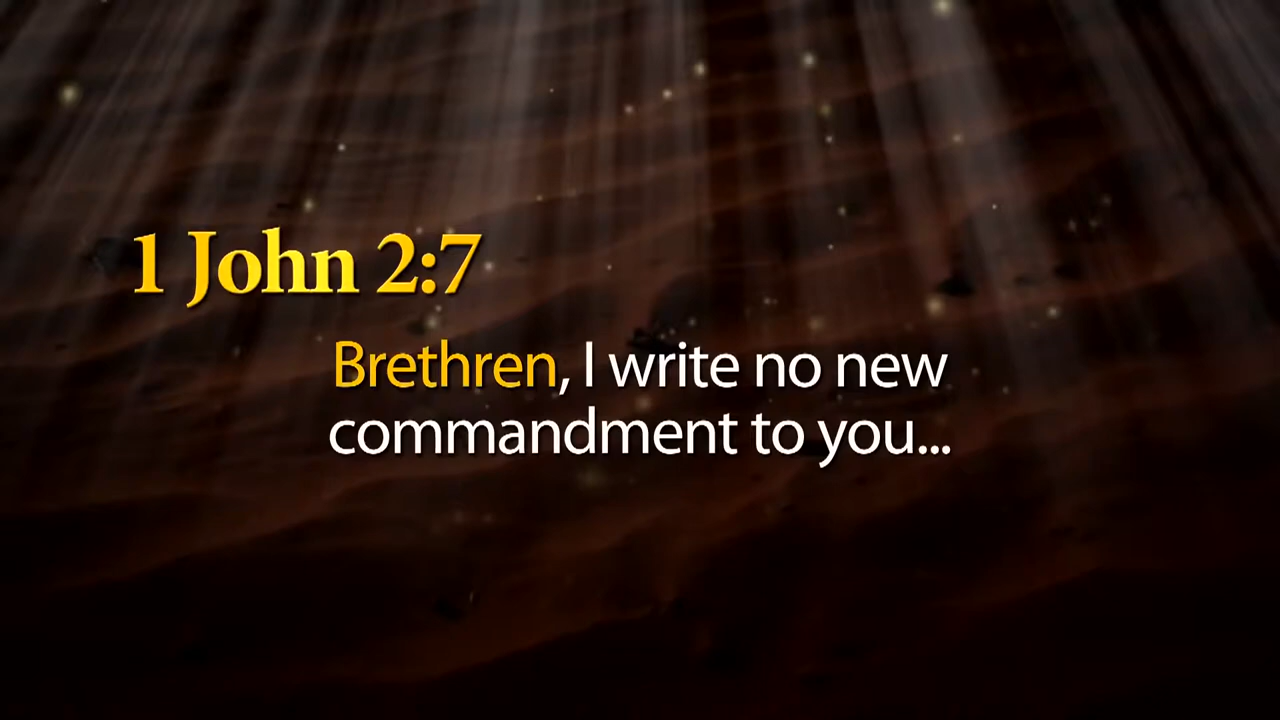 1 John 2:7
Brethren, I write no new
commandment to you...